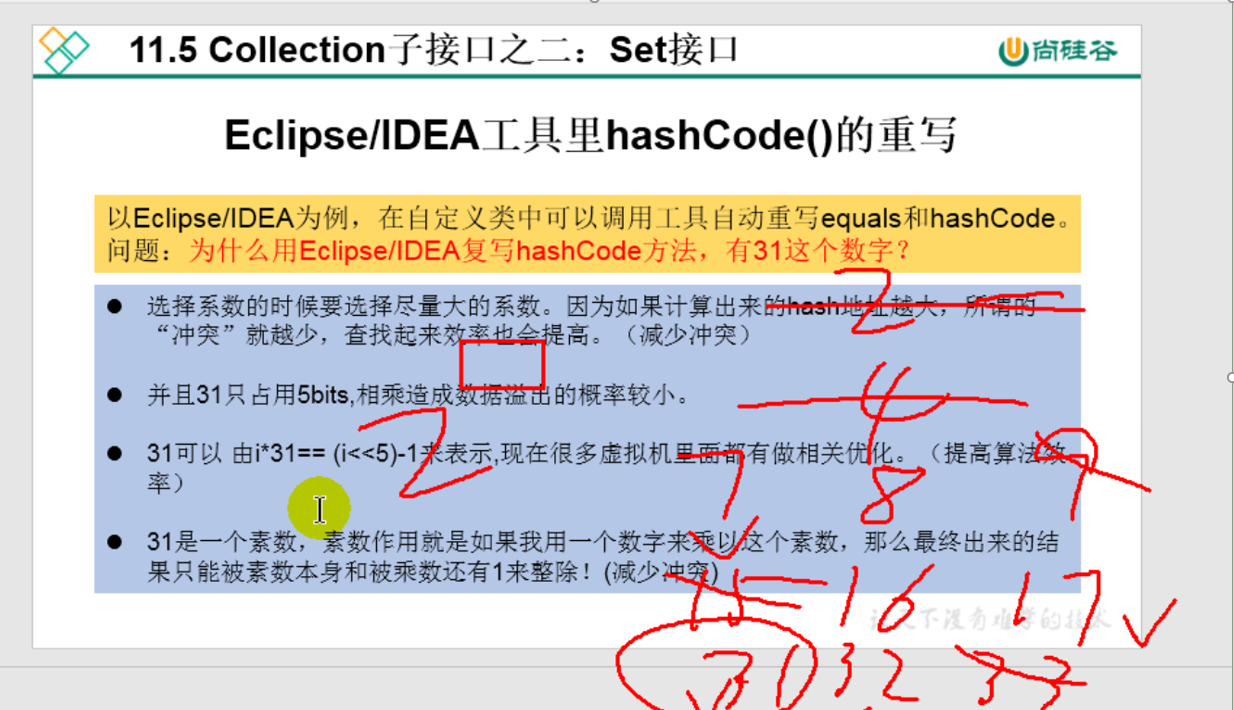 11.5 Collection子接口之二：Set接口
尚硅谷
Eclipse/IDEA工具里hashCode()的重写
以Eclipse/IDEA为例，在自定义类中可以调用工具自动重写equals和hashCode。
问题：为什么用Eclipse/IDEA复写hashCode方法，有31这个数字？
● 选择系数的时候要选择尽量大的系数。因为如果计算出来的hash地址越大，所谓的
“冲突”就越少，查找起来效率也会提高。（减少冲突）
● 并且31只占用5bits,相乘造成数据溢出的概率较小。
● 31可以 由i*31== (i<<5)-1来表示,现在很多虚拟机里面都有做相关优化。（提高算法效
率）
● 31是一个素数，素数作用就是如果我用一个数字来乘以这个素数，那么最终出来的结
果只能被素数本身和被乘数还有1来整除！(减少冲突)
2
4
2
7 8 9
15 16 17
让天下没有难学的技术
32 33